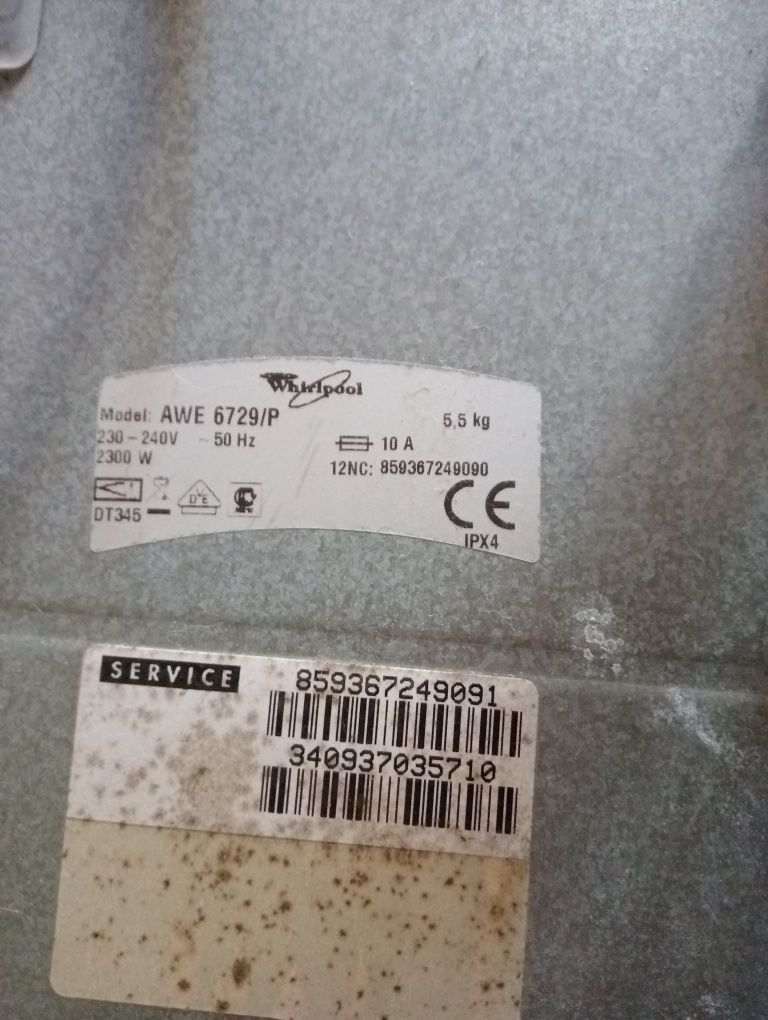 Whirlpool
Model: AWE 6729/P 5,5 kg
230-240V ~ 50 Hz 10 A
2300 W 12NC: 859367249090
DVE
DT345
IPX4
SERVICE 859367249091
340937035710